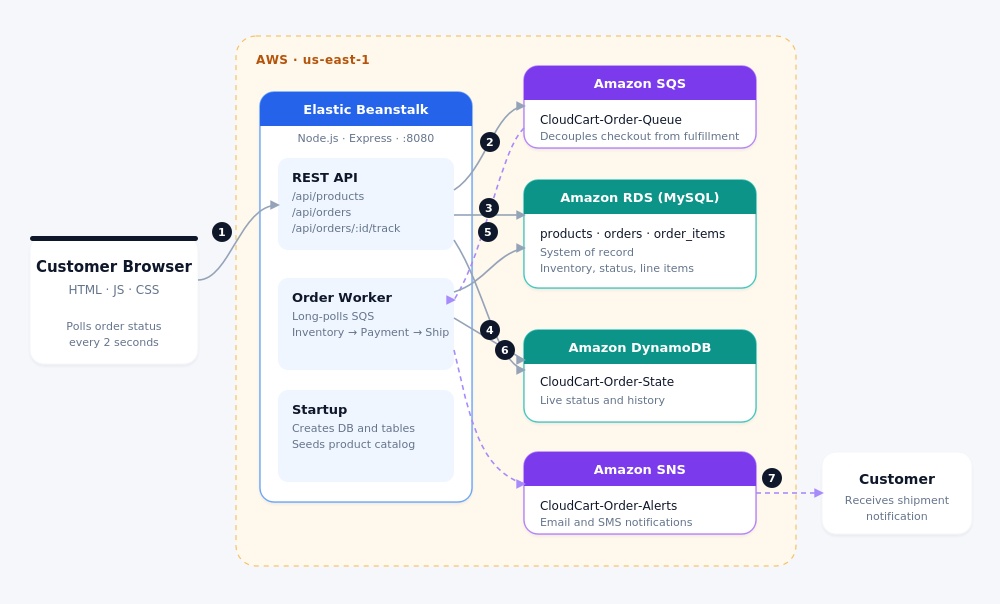 AWS · us-east-1
Elastic Beanstalk
Node.js · Express · :8080
REST API
/api/products
/api/orders
/api/orders/:id/track
Order Worker
Long-polls SQS
Inventory → Payment → Ship
Startup
Creates DB and tables
Seeds product catalog
Customer Browser
HTML · JS · CSS
Polls order status
every 2 seconds
1
2
3
5
4
6
7
Amazon SQS
CloudCart-Order-Queue
Decouples checkout from fulfillment
Amazon RDS (MySQL)
products · orders · order_items
System of record
Inventory, status, line items
Amazon DynamoDB
CloudCart-Order-State
Live status and history
Amazon SNS
CloudCart-Order-Alerts
Email and SMS notifications
Customer
Receives shipment
notification